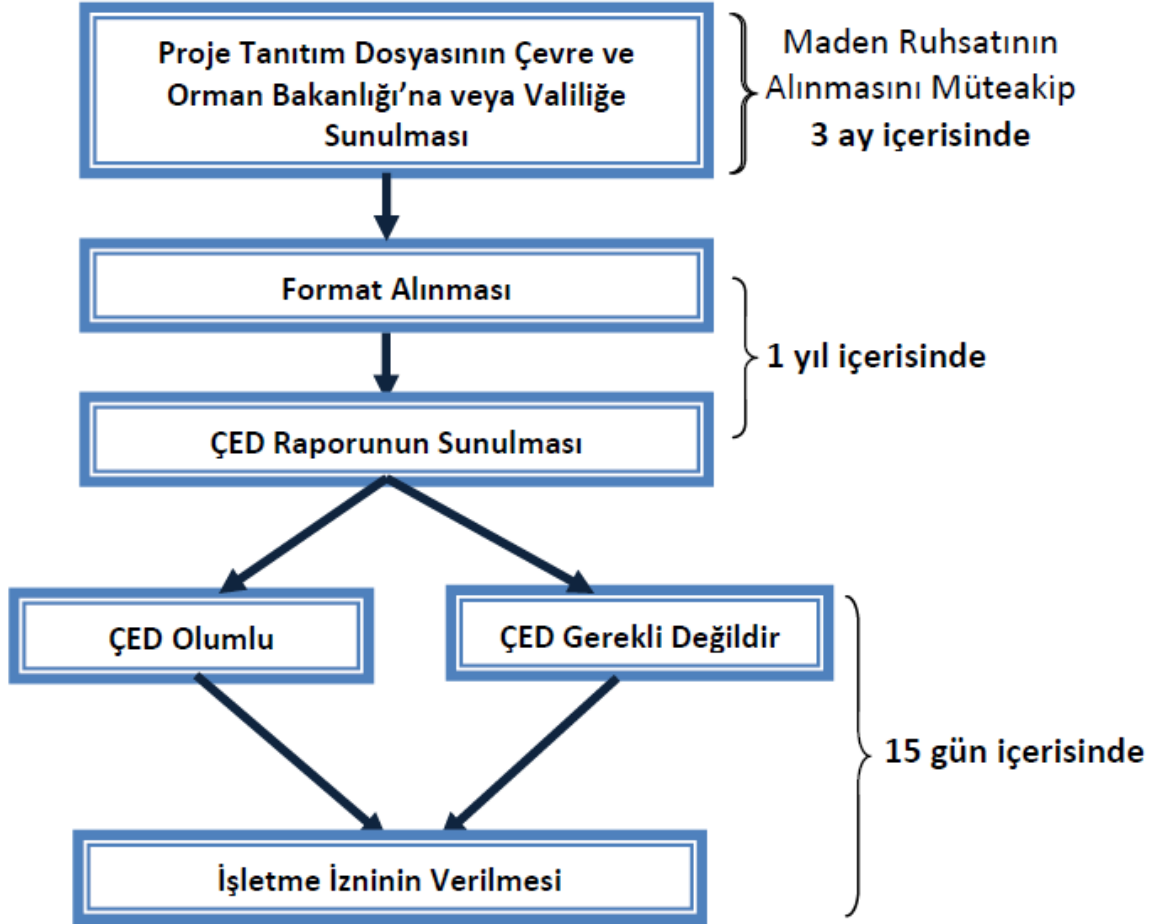 Proje Tanıtım Dosyasının Çevre ve
Orman Bakanlığı’na veya Valiliğe
Sunulması
Maden Ruhsatının
Alınmasını Müteakip
3 ay içerisinde
Format Alınması
1 yıl içerisinde
ÇED Raporunun Sunulması
ÇED Olumlu
ÇED Gerekli Değildir
15 gün içerisinde
İşletme İzninin Verilmesi